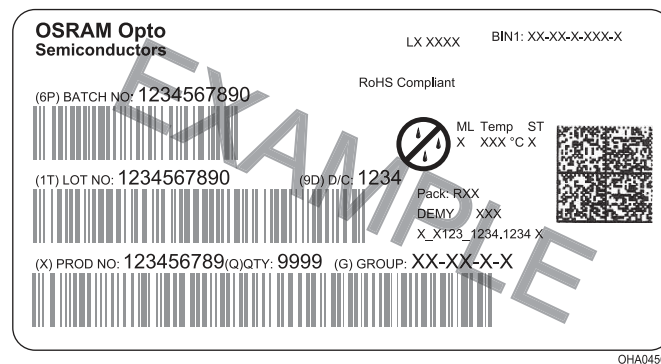 OSRAM Opto
Semiconductors
LX XXXX
BIN1: XX-XX-X-XXX-X
RoHS Compliant
(6P) BATCH NO: 1234567890
ML Temp ST
X XXX °C X
(1T) LOT NO: 1234567890 (9D) D/C: 1234
Pack: RXX
DEMY XXX
X_X123_1234.1234 X
(X) PROD NO: 123456789(Q)QTY: 9999 (G) GROUP: XX-XX-X-X
EXAMPLE